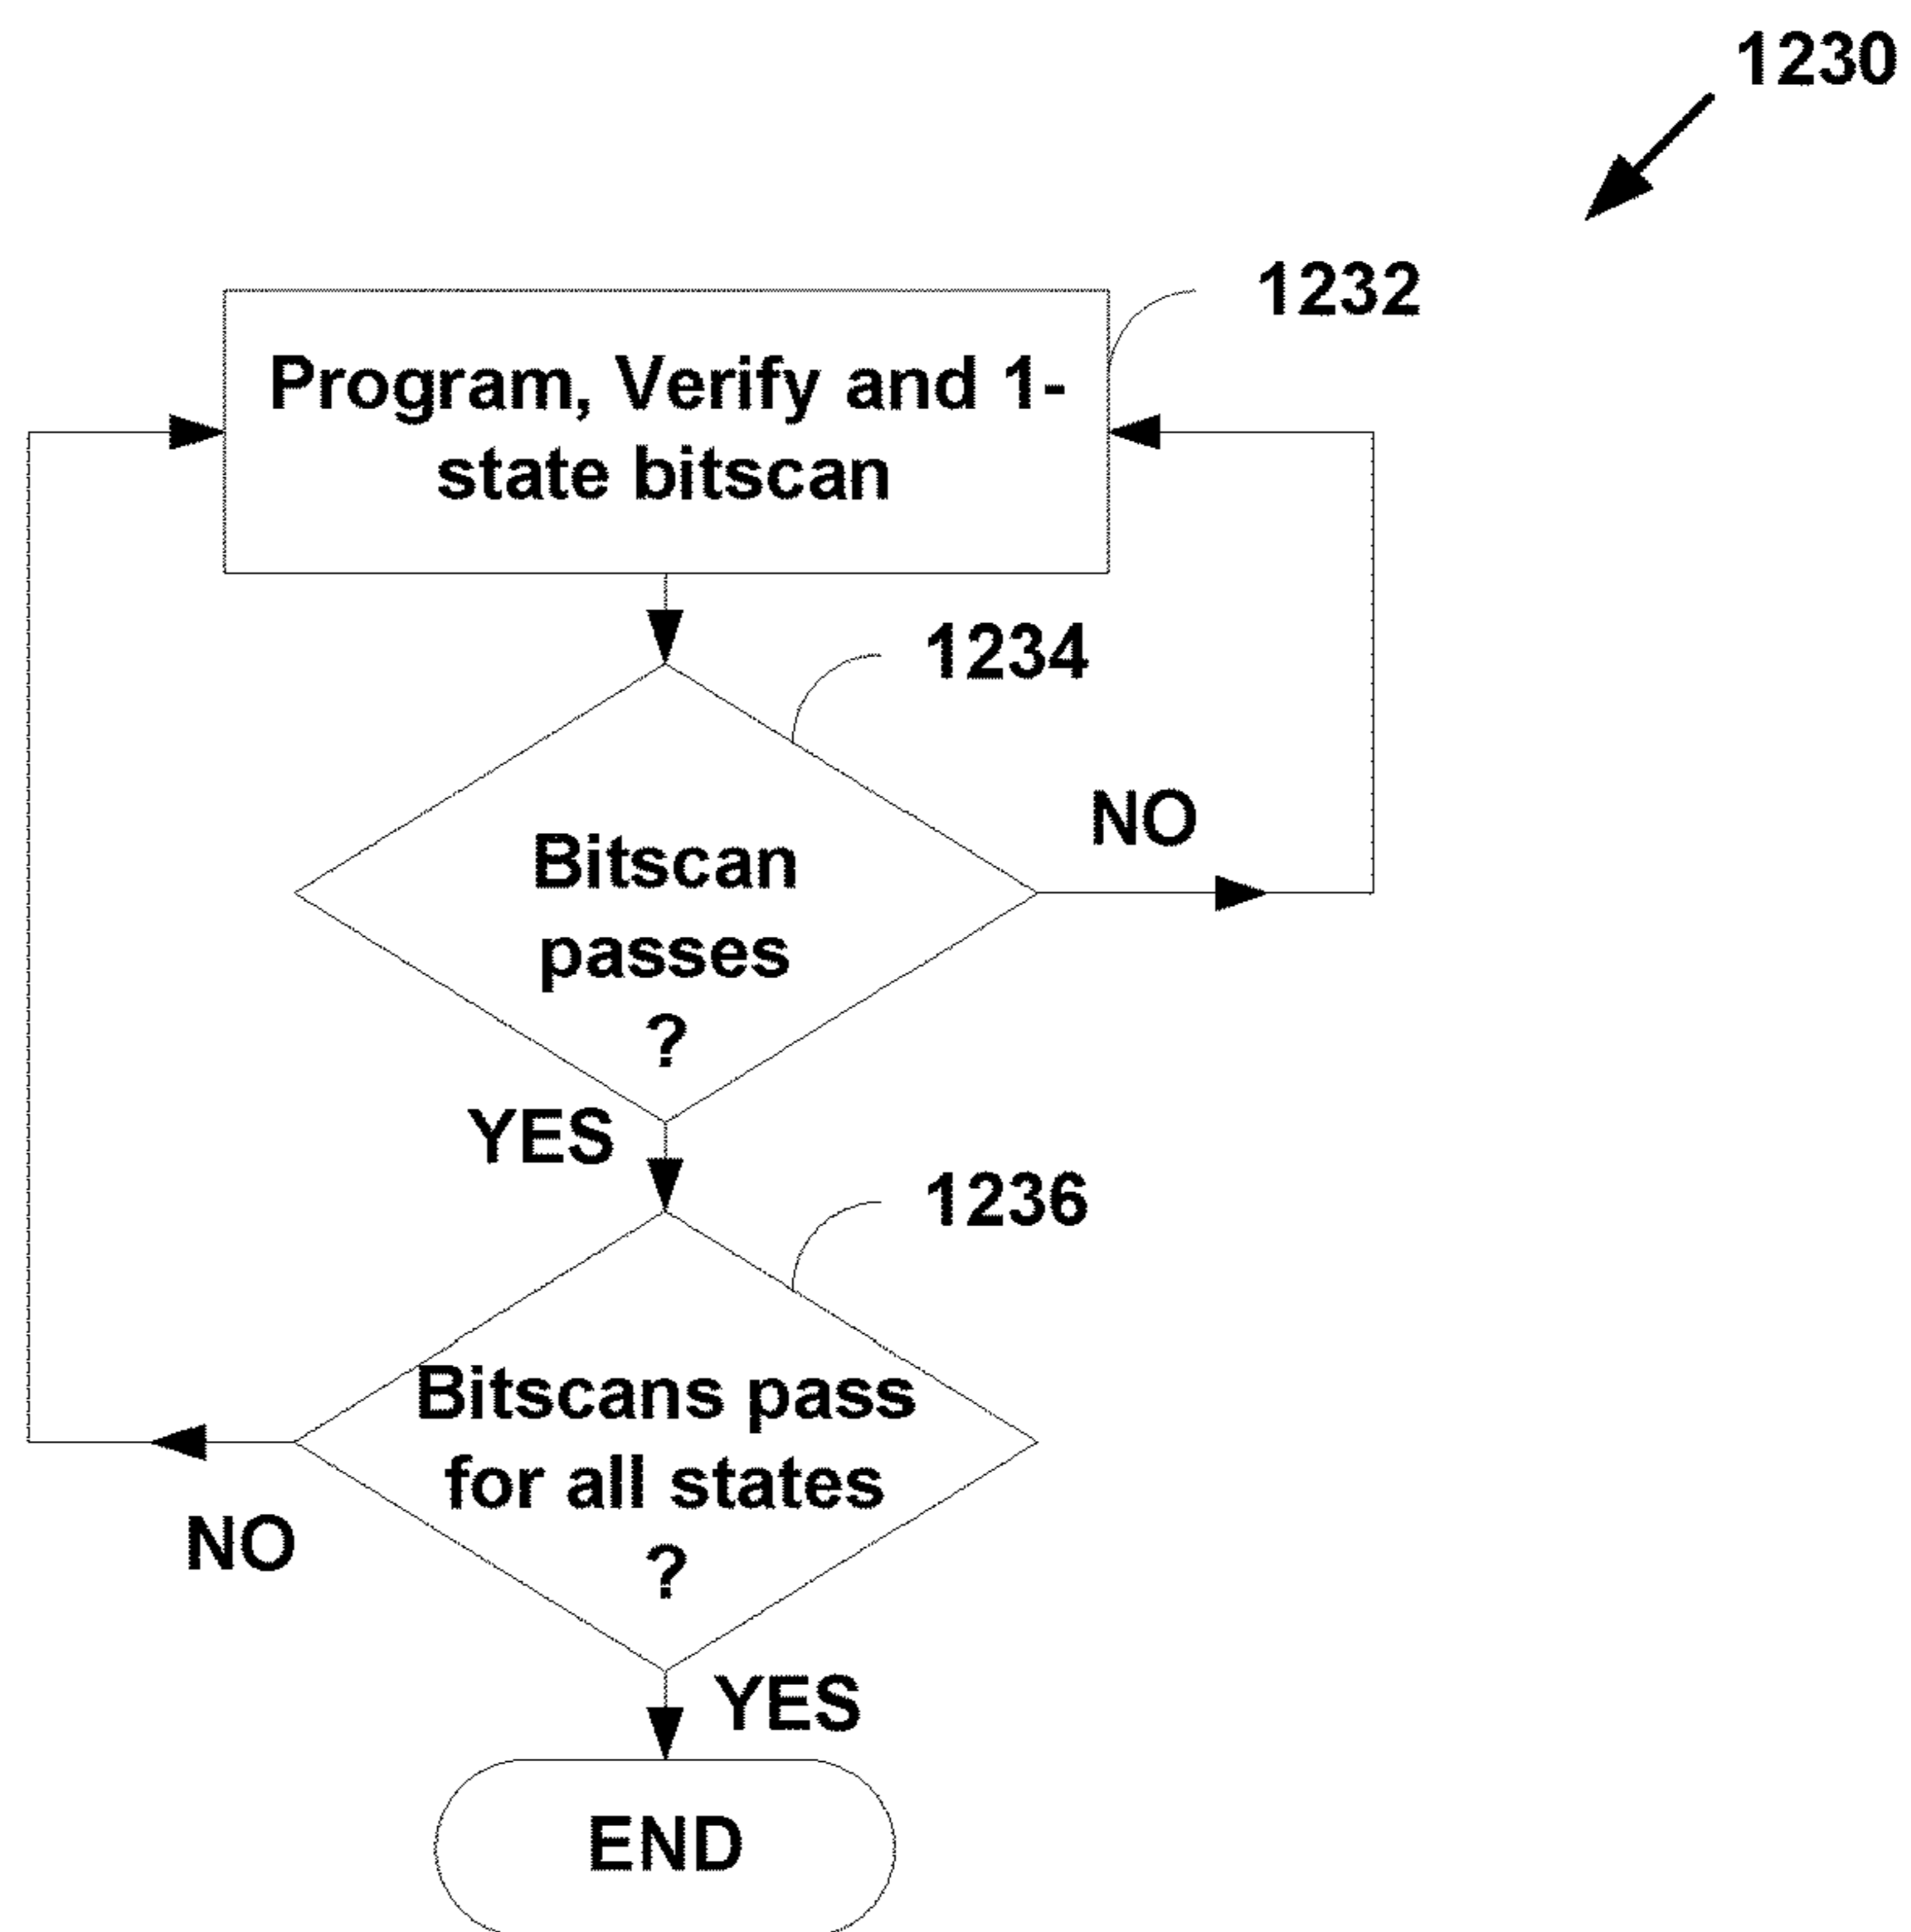 1230
1232
Program, Verify and 1-
state bitscan
1234
NO
Bitscan
passes
?
YES
1236
Bitscans pass
for all states
?
NO
YES
END